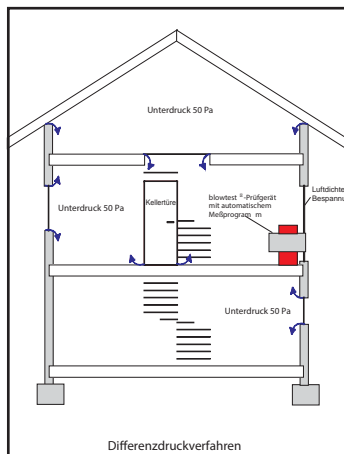 Unterdruck 50 Pa
Kellertüre
blowtest ®-Prüfgerät
mit automatischem
Meßprogram m
Luftdichte
Bespannu
Unterdruck 50 Pa
Unterdruck 50 Pa
Differenzdruckverfahren